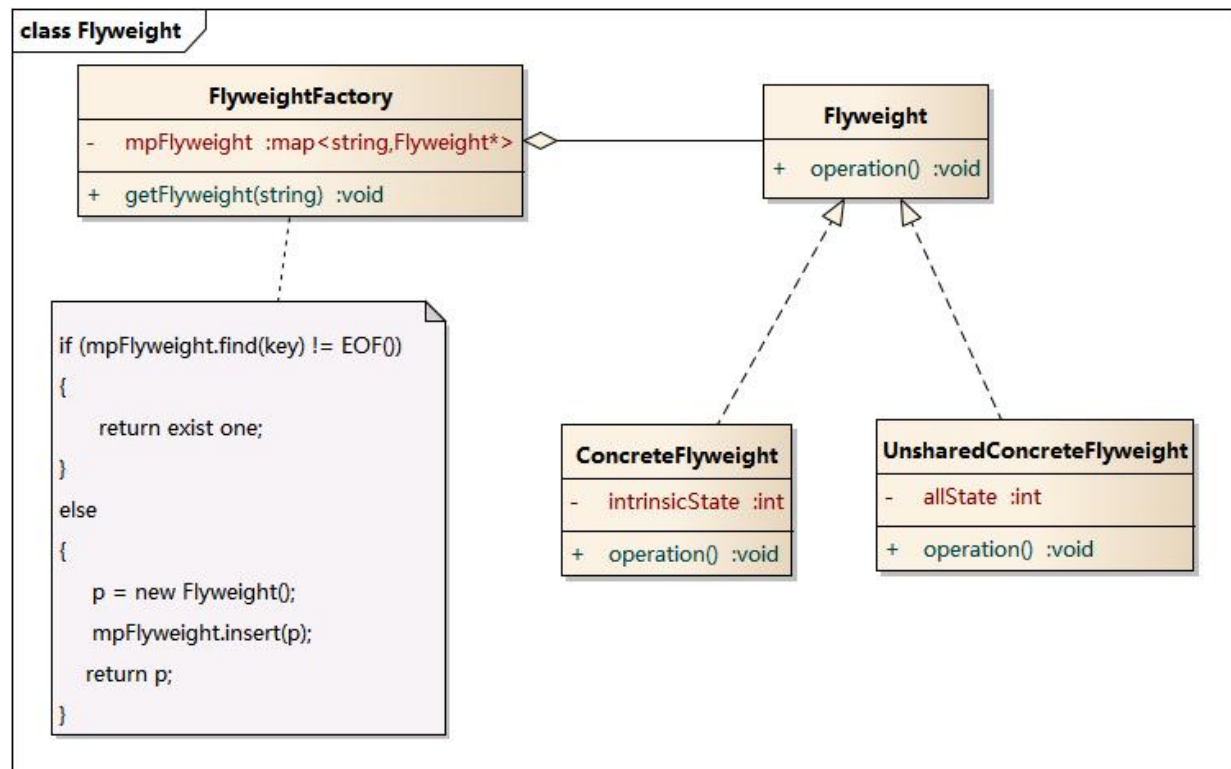 class Flyweight
FlyweightFactory
- mpFlyweight :map<string,Flyweight*>
+ getFlyweight(string) :void
Flyweight
+ operation() :void
if (mpFlyweight.find(key) != EOF())
{
return exist one;
}
else
{
p = new Flyweight();
mpFlyweight.insert(p);
return p;
}
ConcreteFlyweight
- intrinsicState :int
+ operation() :void
UnsharedConcreteFlyweight
- allState :int
+ operation() :void